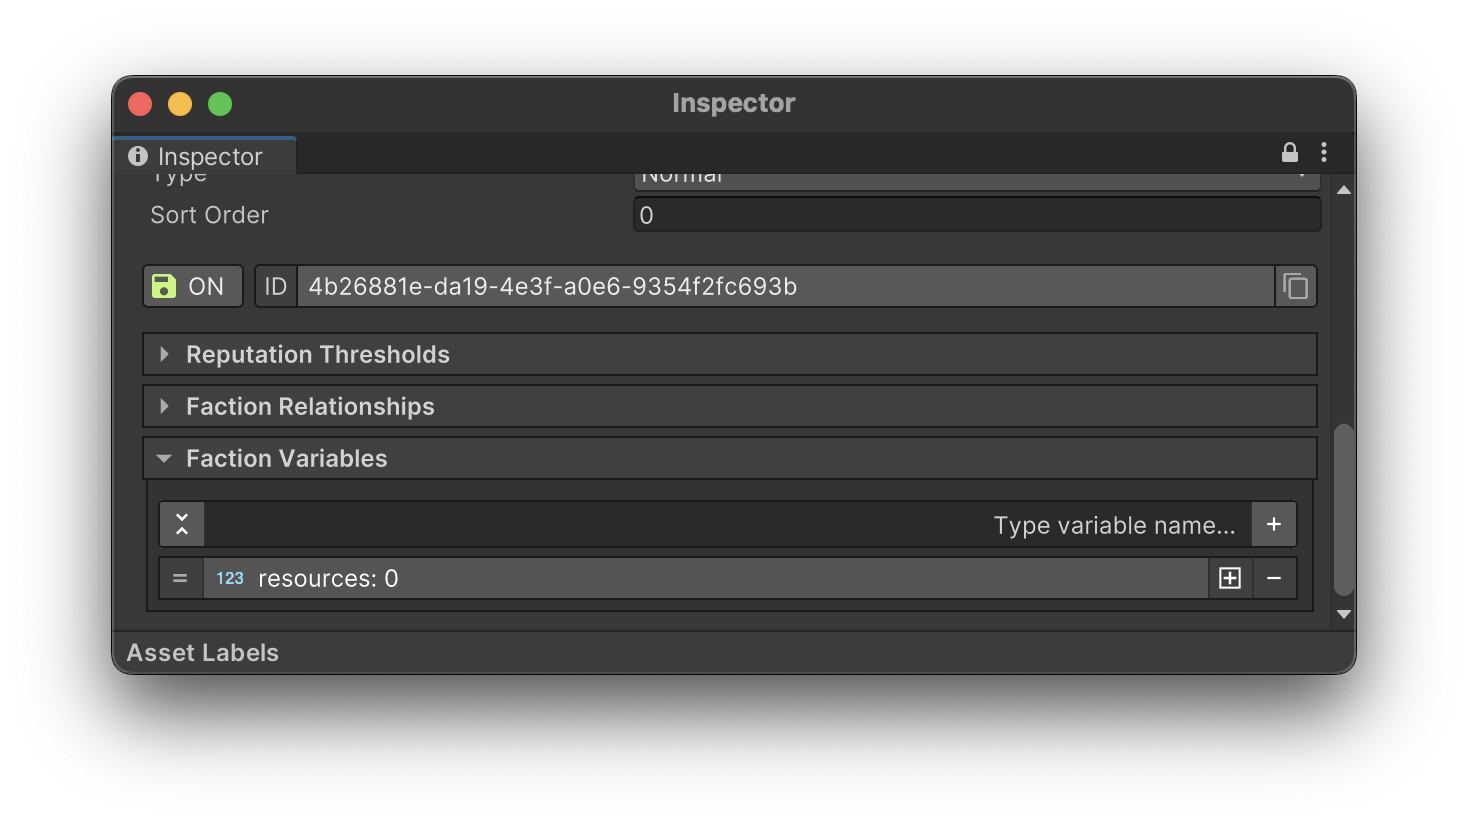 Inspector
Inspector
Type Normal
Sort Order 0
ON ID 4b26881e-da19-4e3f-a0e6-9354f2fc693b
Reputation Thresholds
Faction Relationships
Faction Variables
Type variable name...
= 123 resources: 0
Asset Labels